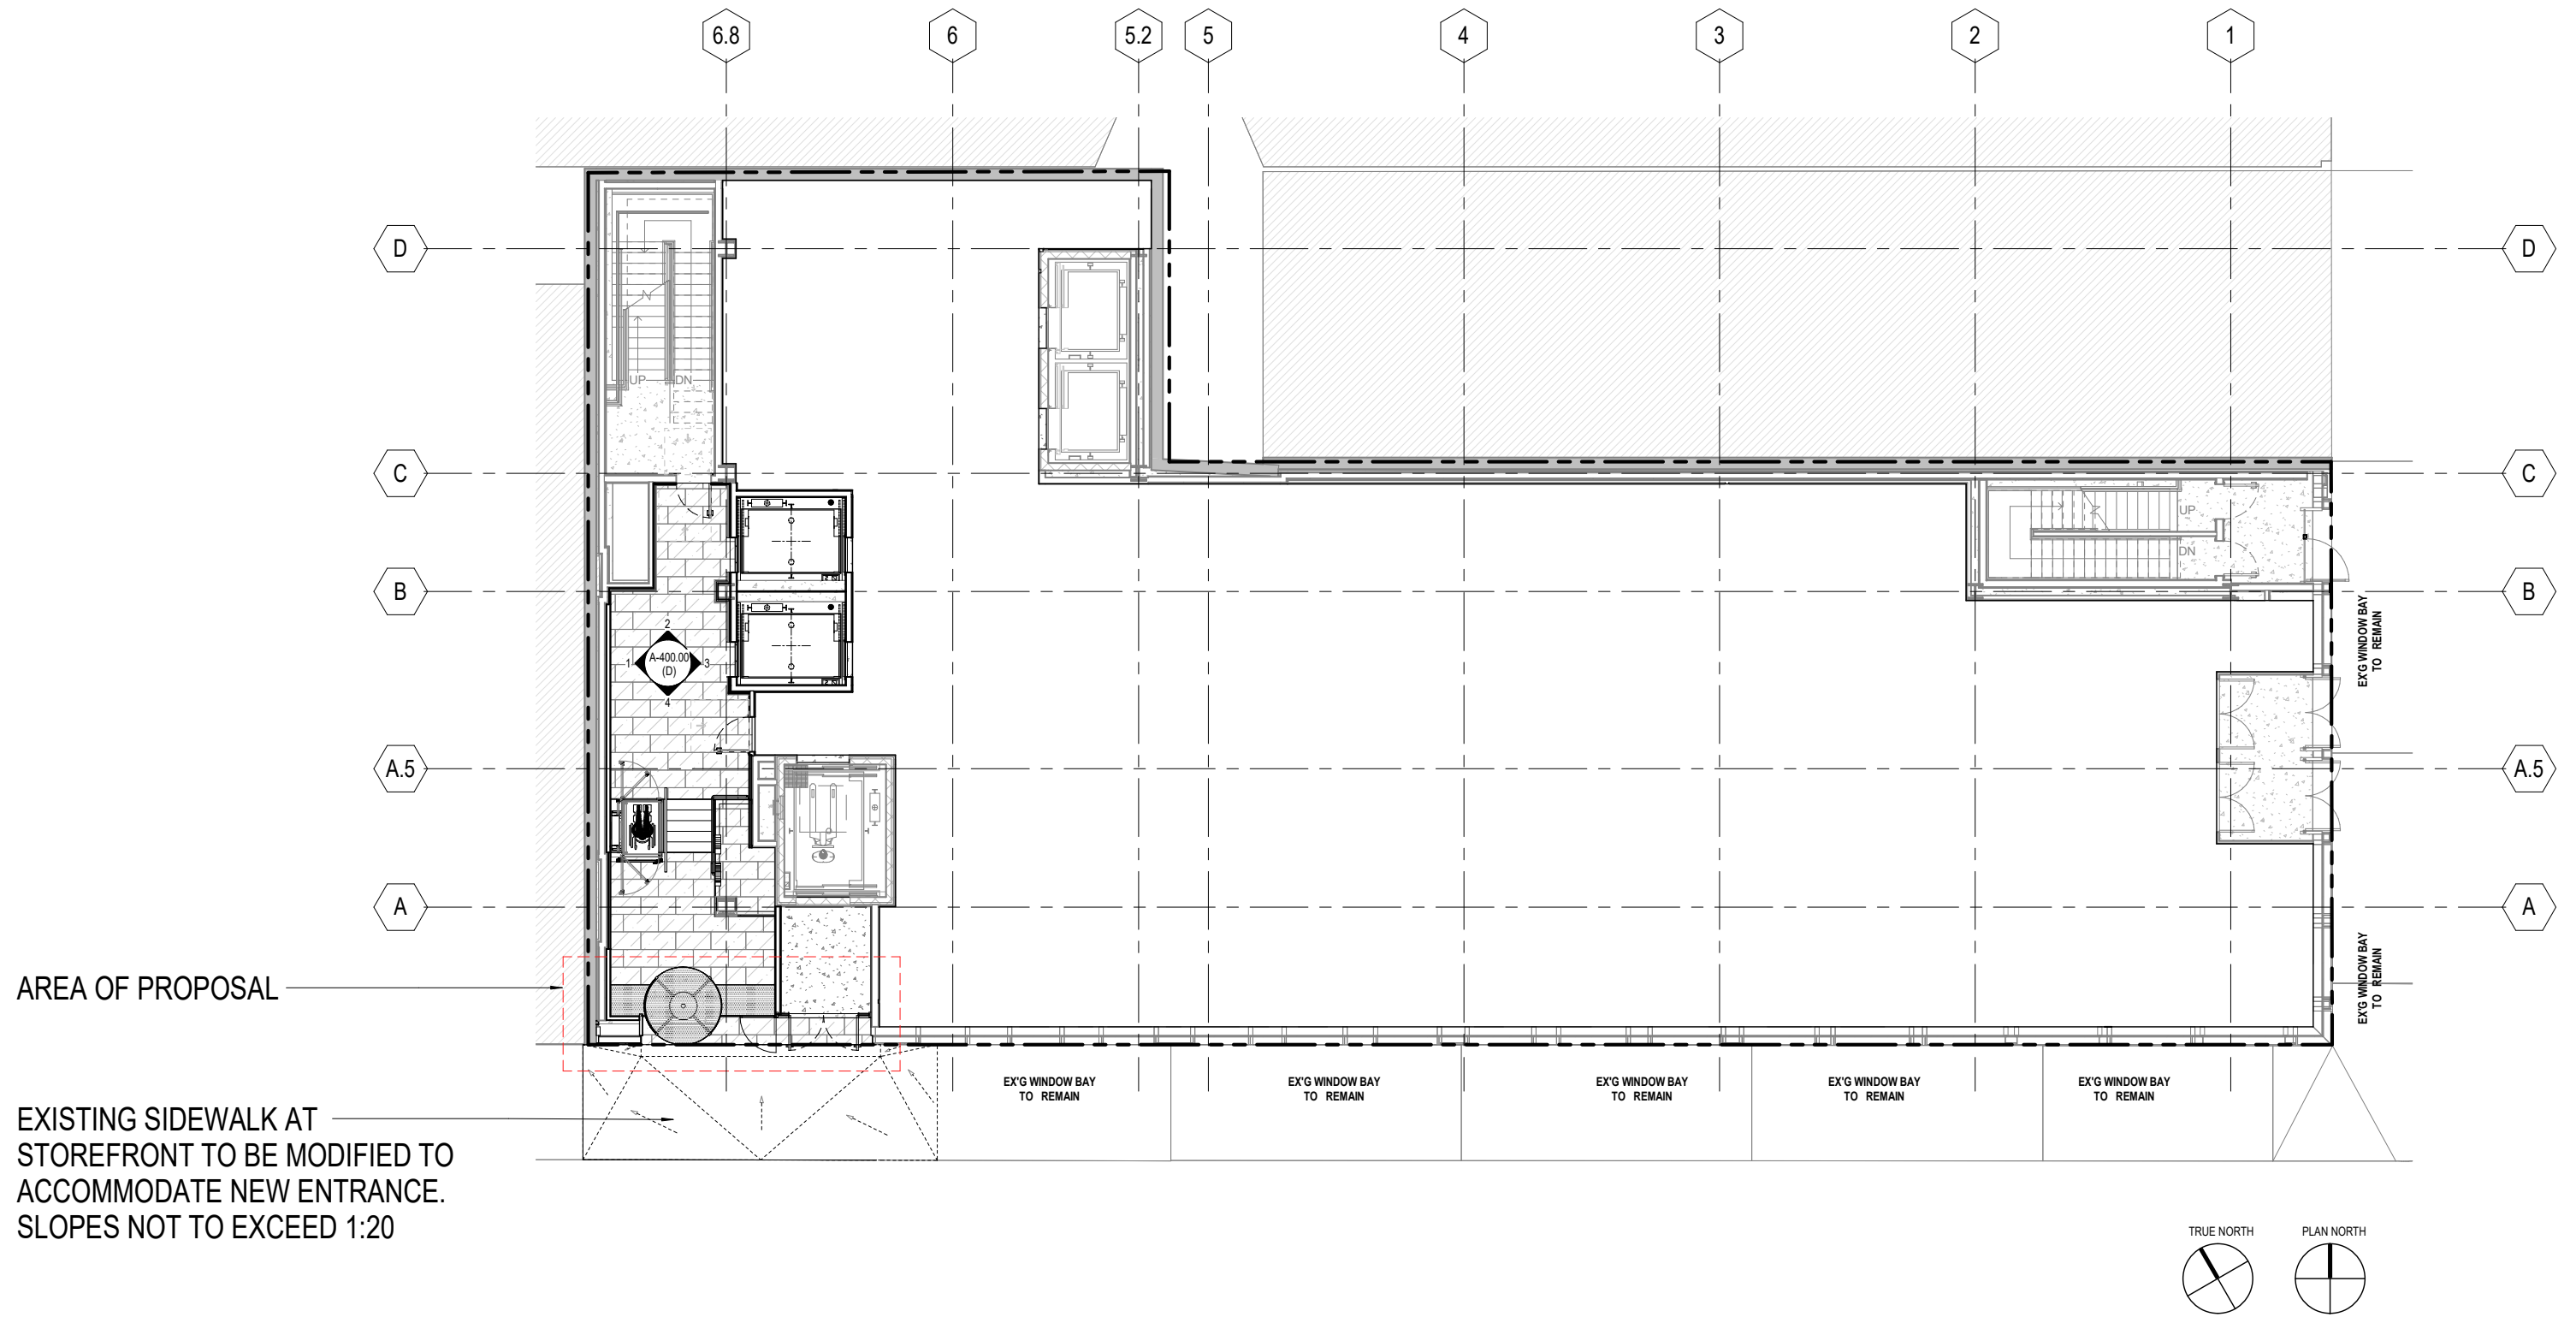 6.8
6
5.2
5
4
3
2
1
D
D
UP
DN
C
C
UP
DN
B
B
EX'G WINDOW BAY
TO REMAIN
2
1
A-400.00
(D)
3
4
A.5
A.5
A
A
EX'G WINDOW BAY
TO REMAIN
AREA OF PROPOSAL
EX'G WINDOW BAY
TO REMAIN
EX'G WINDOW BAY
TO REMAIN
EX'G WINDOW BAY
TO REMAIN
EX'G WINDOW BAY
TO REMAIN
EX'G WINDOW BAY
TO REMAIN
EXISTING SIDEWALK AT
STOREFRONT TO BE MODIFIED TO
ACCOMMODATE NEW ENTRANCE.
SLOPES NOT TO EXCEED 1:20
TRUE NORTH
PLAN NORTH